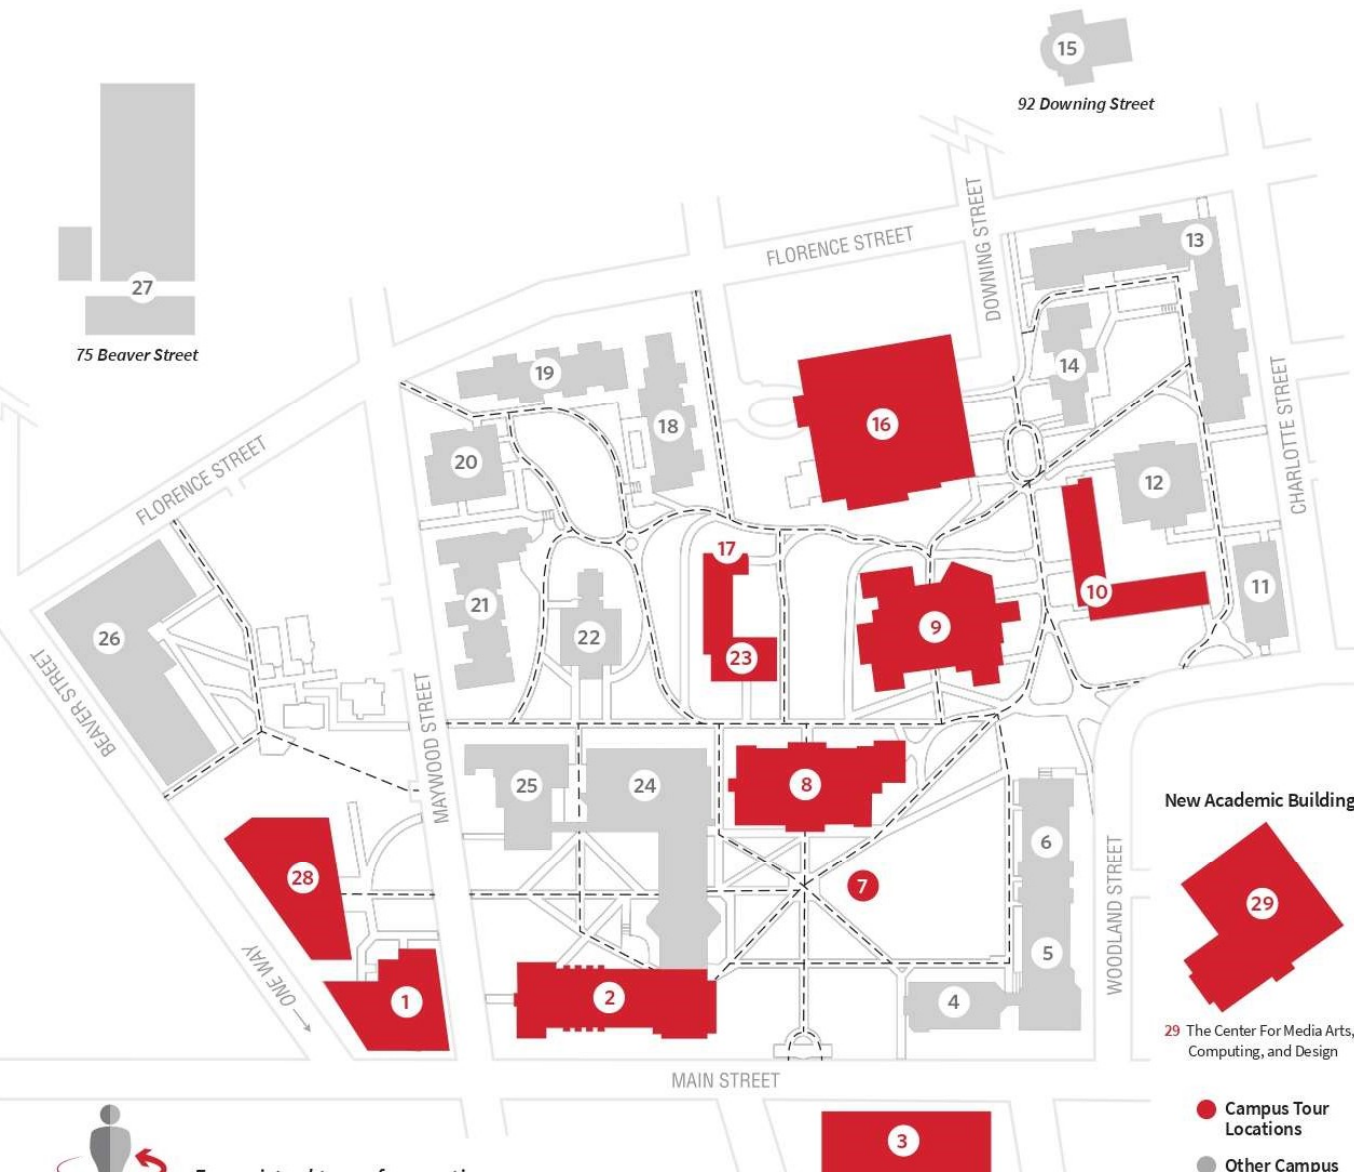 15
92 Downing Street
27
75 Beaver Street
FLORENCE STREET
DOWNING STREET
13
19
18
14
16
20
12
CHARLOTTE STREET
FLORENCE STREET
17
10
11
21
9
26
22
23
BEAVER STREET
MAYWOOD STREET
25
24
8
New Academic Building
6
WOODLAND STREET
28
7
29
5
ONE WAY
1
2
4
29 The Center For Media Arts,
Computing, and Design
MAIN STREET
Campus Tour
Locations
3
Other Campus